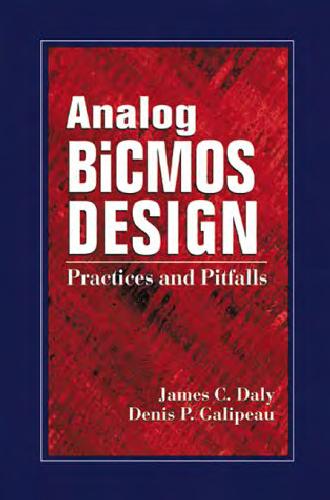 Analog
BiCMOS
DESIGN
Practices and Pitfalls
James C. Daly
Denis P. Galipeau